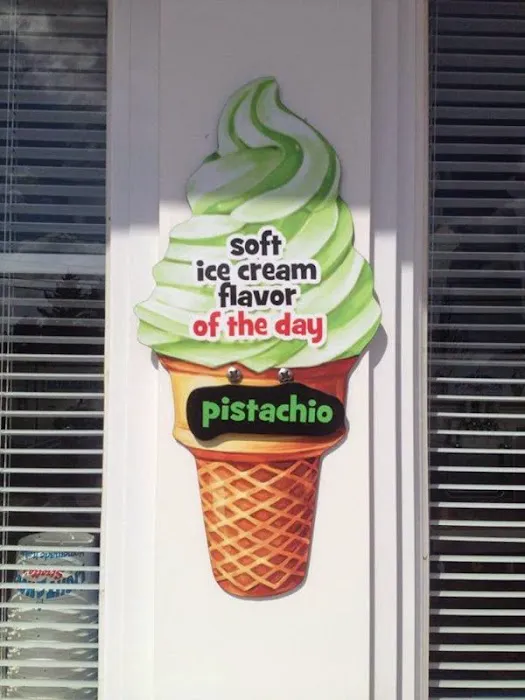 soft
ice cream
flavor
of the day
pistachio